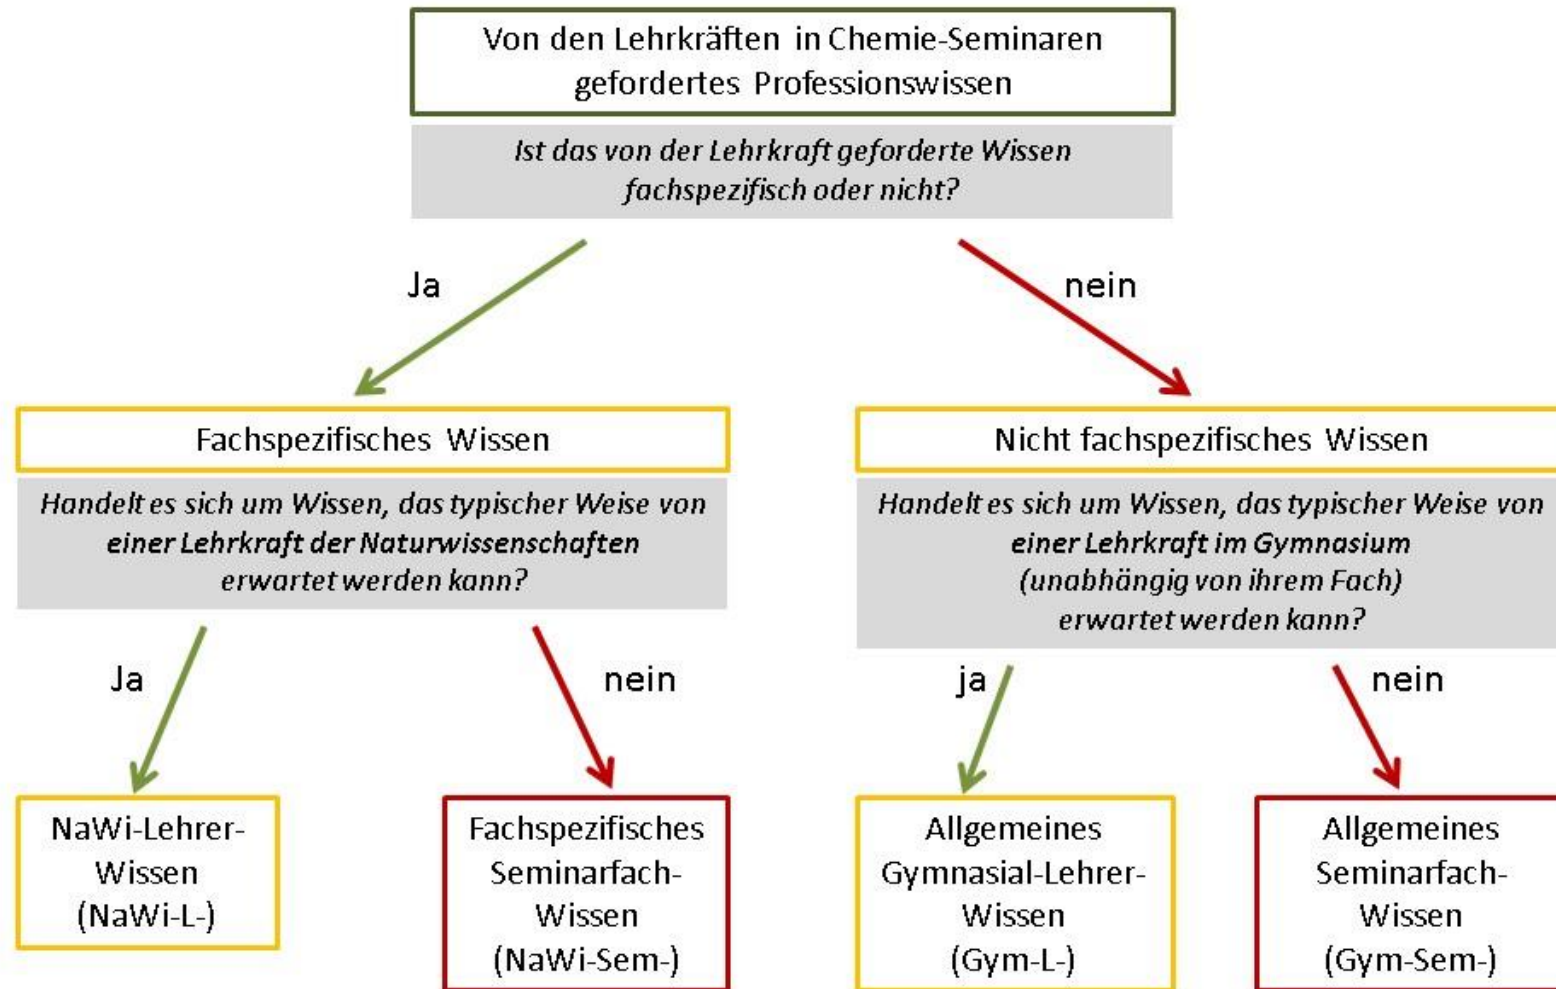 Von den Lehrkräften in Chemie-Seminaren
gefordertes Professionswissen
Ist das von der Lehrkraft geforderte Wissen
fachspezifisch oder nicht?
Ja
nein
Fachspezifisches Wissen
Handelt es sich um Wissen, das typischer Weise von
einer Lehrkraft der Naturwissenschaften
erwartet werden kann?
Nicht fachspezifisches Wissen
Handelt es sich um Wissen, das typischer Weise von
einer Lehrkraft im Gymnasium
(unabhängig von ihrem Fach)
erwartet werden kann?
Ja
nein
ja
nein
NaWi-Lehrer-
Wissen
(NaWi-L-)
Fachspezifisches
Seminarfach-
Wissen
(NaWi-Sem-)
Allgemeines
Gymnasial-Lehrer-
Wissen
(Gym-L-)
Allgemeines
Seminarfach-
Wissen
(Gym-Sem-)